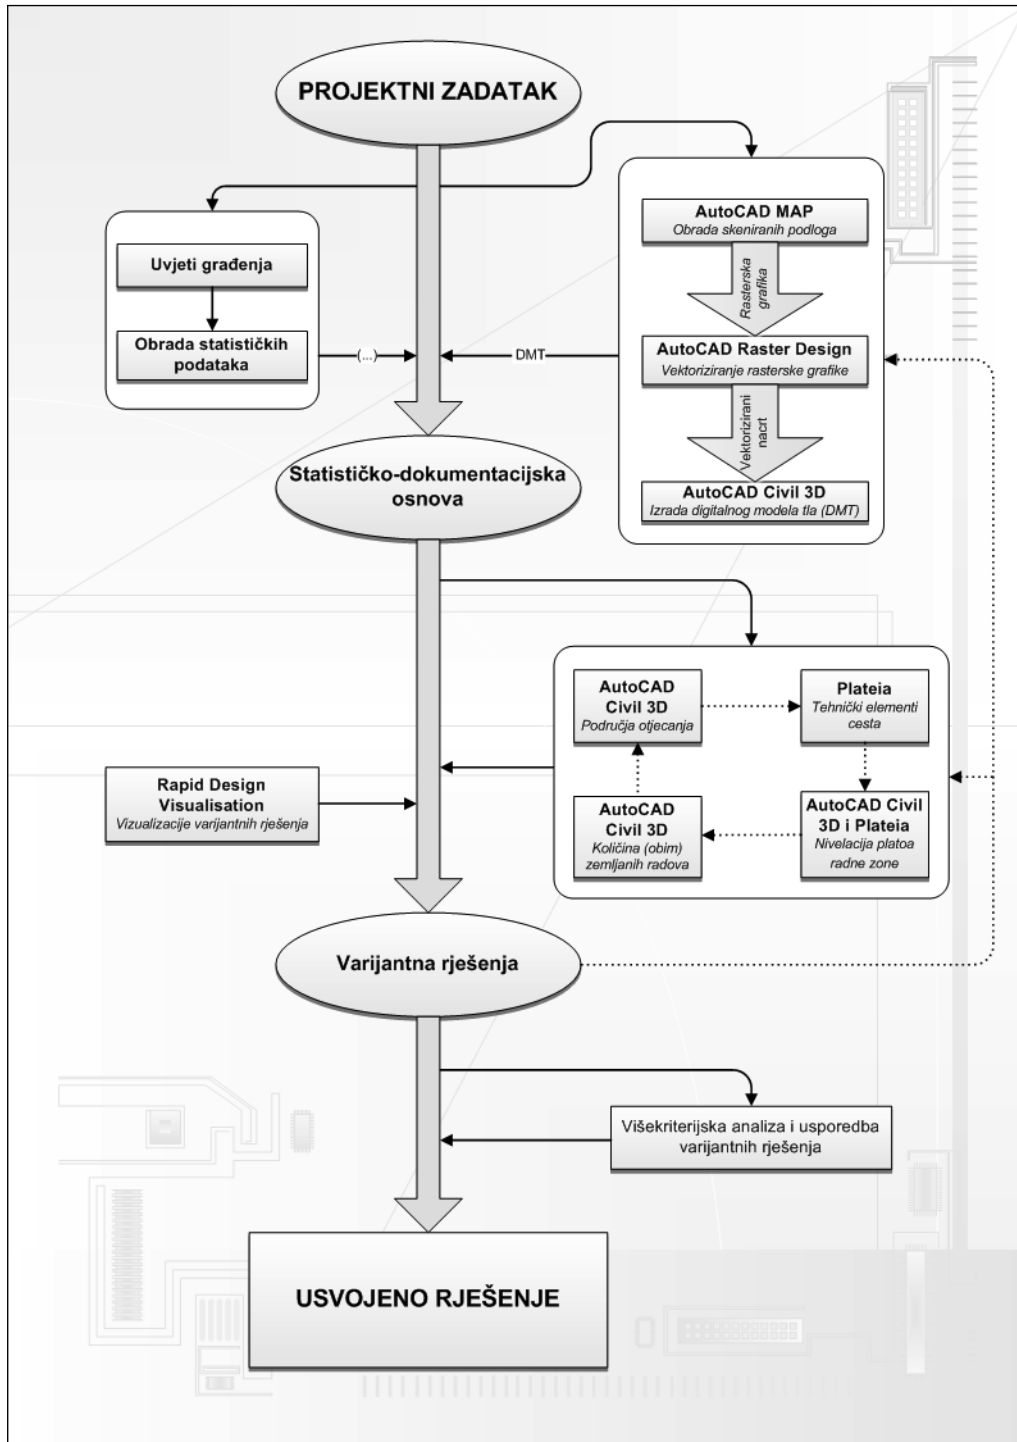 PROJEKTNI ZADATAK
AutoCAD MAP
Obrada skeniranih podloga
Rasterska
grafika
Uvjeti građenja
Obrada statističkih
podataka
(...)
DMT
AutoCAD Raster Design
Vektoriziranje rasterske grafike
Vektorizirani
nacrt
AutoCAD Civil 3D
Izrada digitalnog modela tla (DMT)
Statističko-dokumentacijska
osnova
AutoCAD
Civil 3D
Područja otjecanja
Plateia
Tehnički elementi
cesta
Rapid Design
Visualisation
Vizualizacije varijantnih rješenja
AutoCAD
Civil 3D
Količina (obim)
zemljanih radova
AutoCAD Civil
3D i Plateia
Nivelacija platoa
radne zone
Varijantna rješenja
Višekriterijska analiza i usporedba
varijantnih rješenja
USVOJENO RJEŠENJE